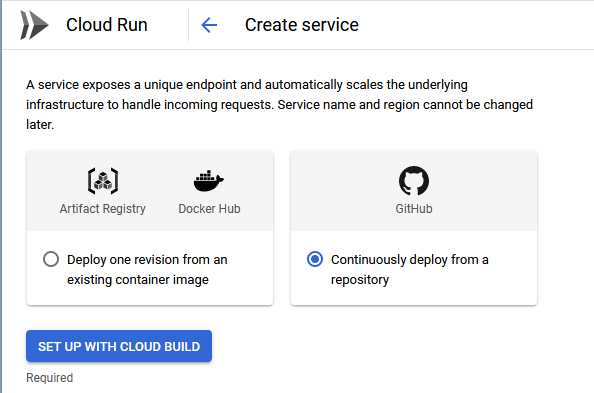 Cloud Run
Create service
A service exposes a unique endpoint and automatically scales the underlying
infrastructure to handle incoming requests. Service name and region cannot be changed
later.
Artifact Registry
Docker Hub
GitHub
Deploy one revision from an
existing container image
Continuously deploy from a
repository
SET UP WITH CLOUD BUILD
Required